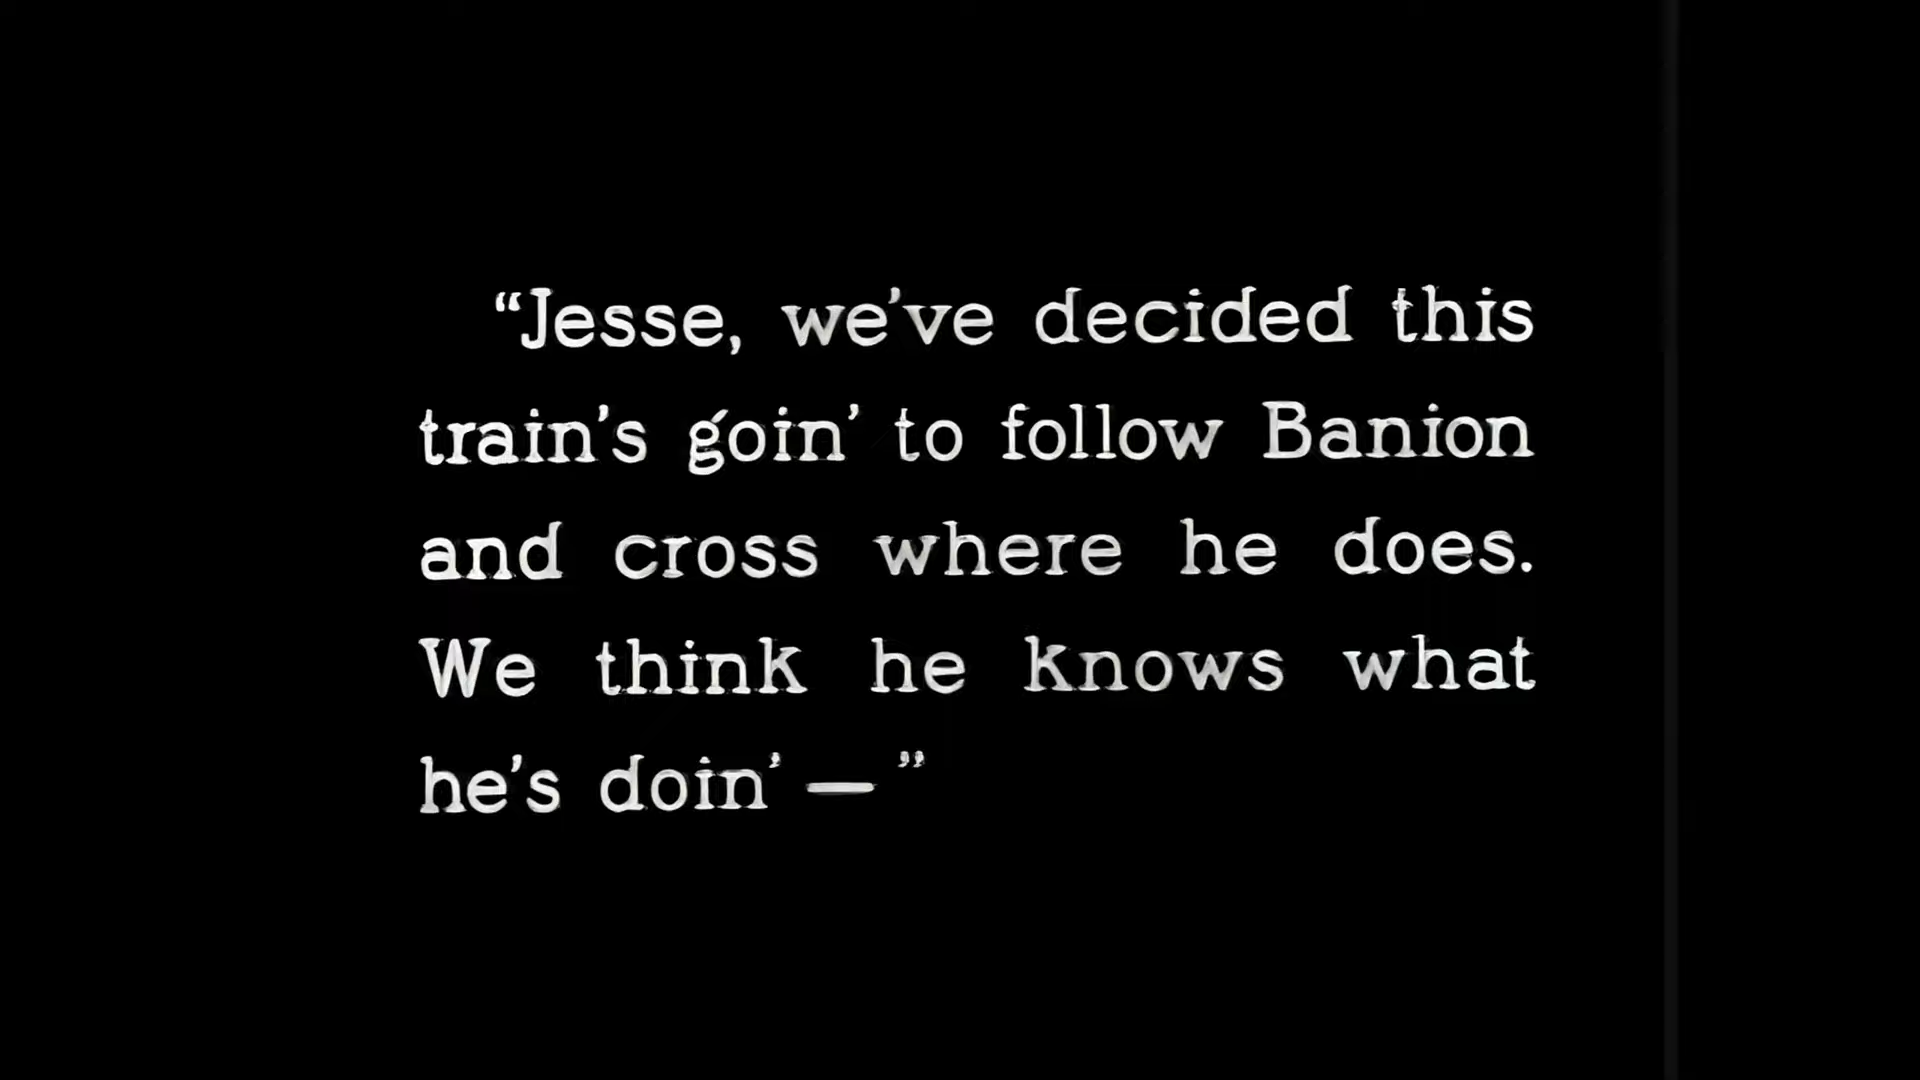 “Jesse, we’ve decided this
train’s goin’ to follow Banion
and cross where he does.
We think he knows what
he’s doin’ — ”